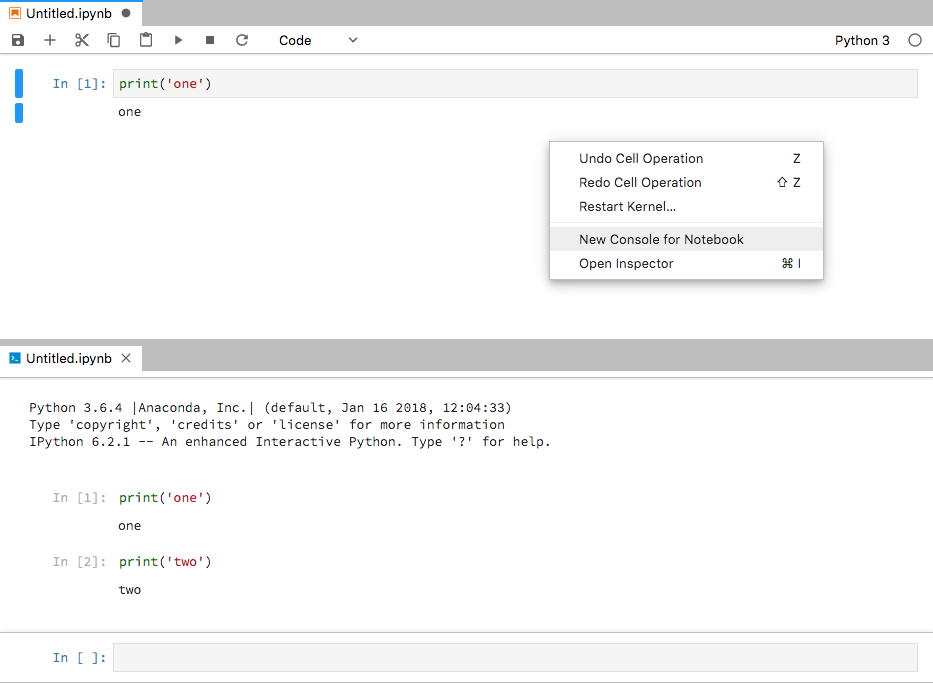 Untitled.ipynb
Code
Python 3
In [1]: print('one')
one
Undo Cell Operation Z
Redo Cell Operation ⇧ Z
Restart Kernel...
New Console for Notebook
Open Inspector ⌘ I
Untitled.ipynb
Python 3.6.4 |Anaconda, Inc.| (default, Jan 16 2018, 12:04:33)
Type 'copyright', 'credits' or 'license' for more information
IPython 6.2.1 -- An enhanced Interactive Python. Type '?' for help.
In [1]: print('one')
one
In [2]: print('two')
two
In [ ]: